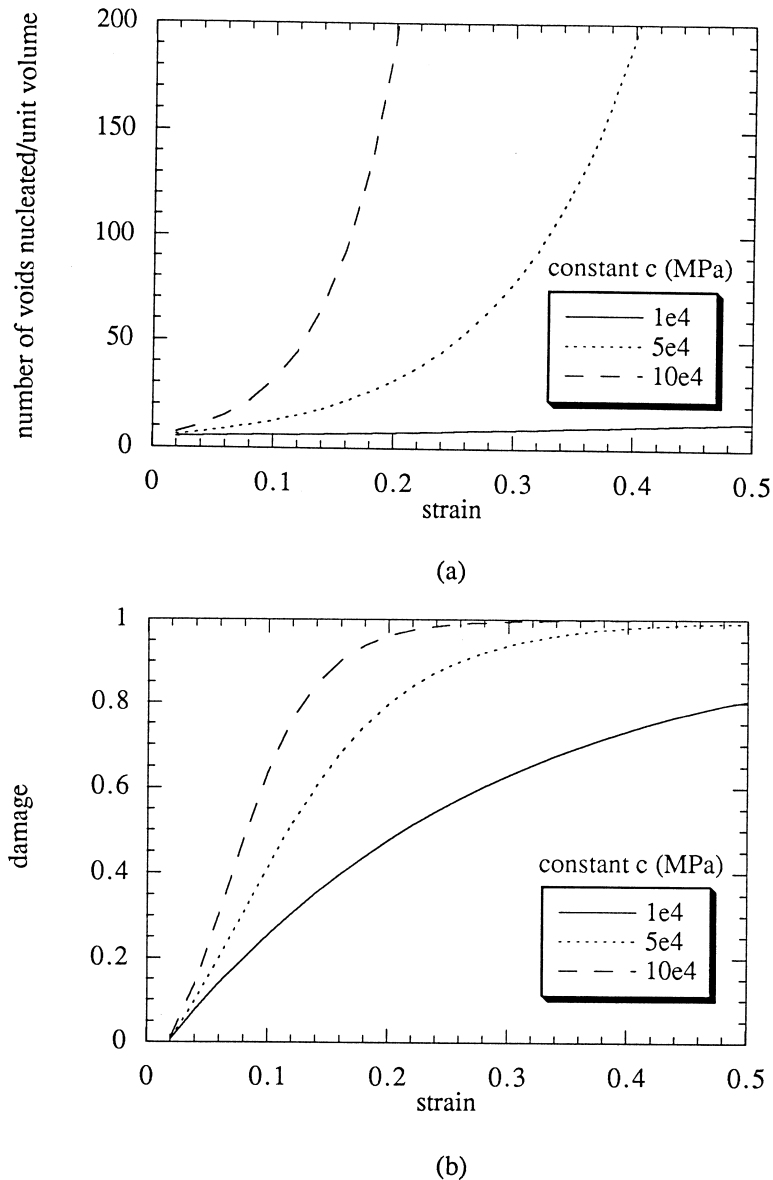 200
150
100
50
0
number of voids nucleated/unit volume
constant c (MPa)
1e4
5e4
10e4
0 0.1 0.2 0.3 0.4 0.5
strain
(a)
1
0.8
0.6
0.4
0.2
0
damage
constant c (MPa)
1e4
5e4
10e4
0 0.1 0.2 0.3 0.4 0.5
strain
(b)